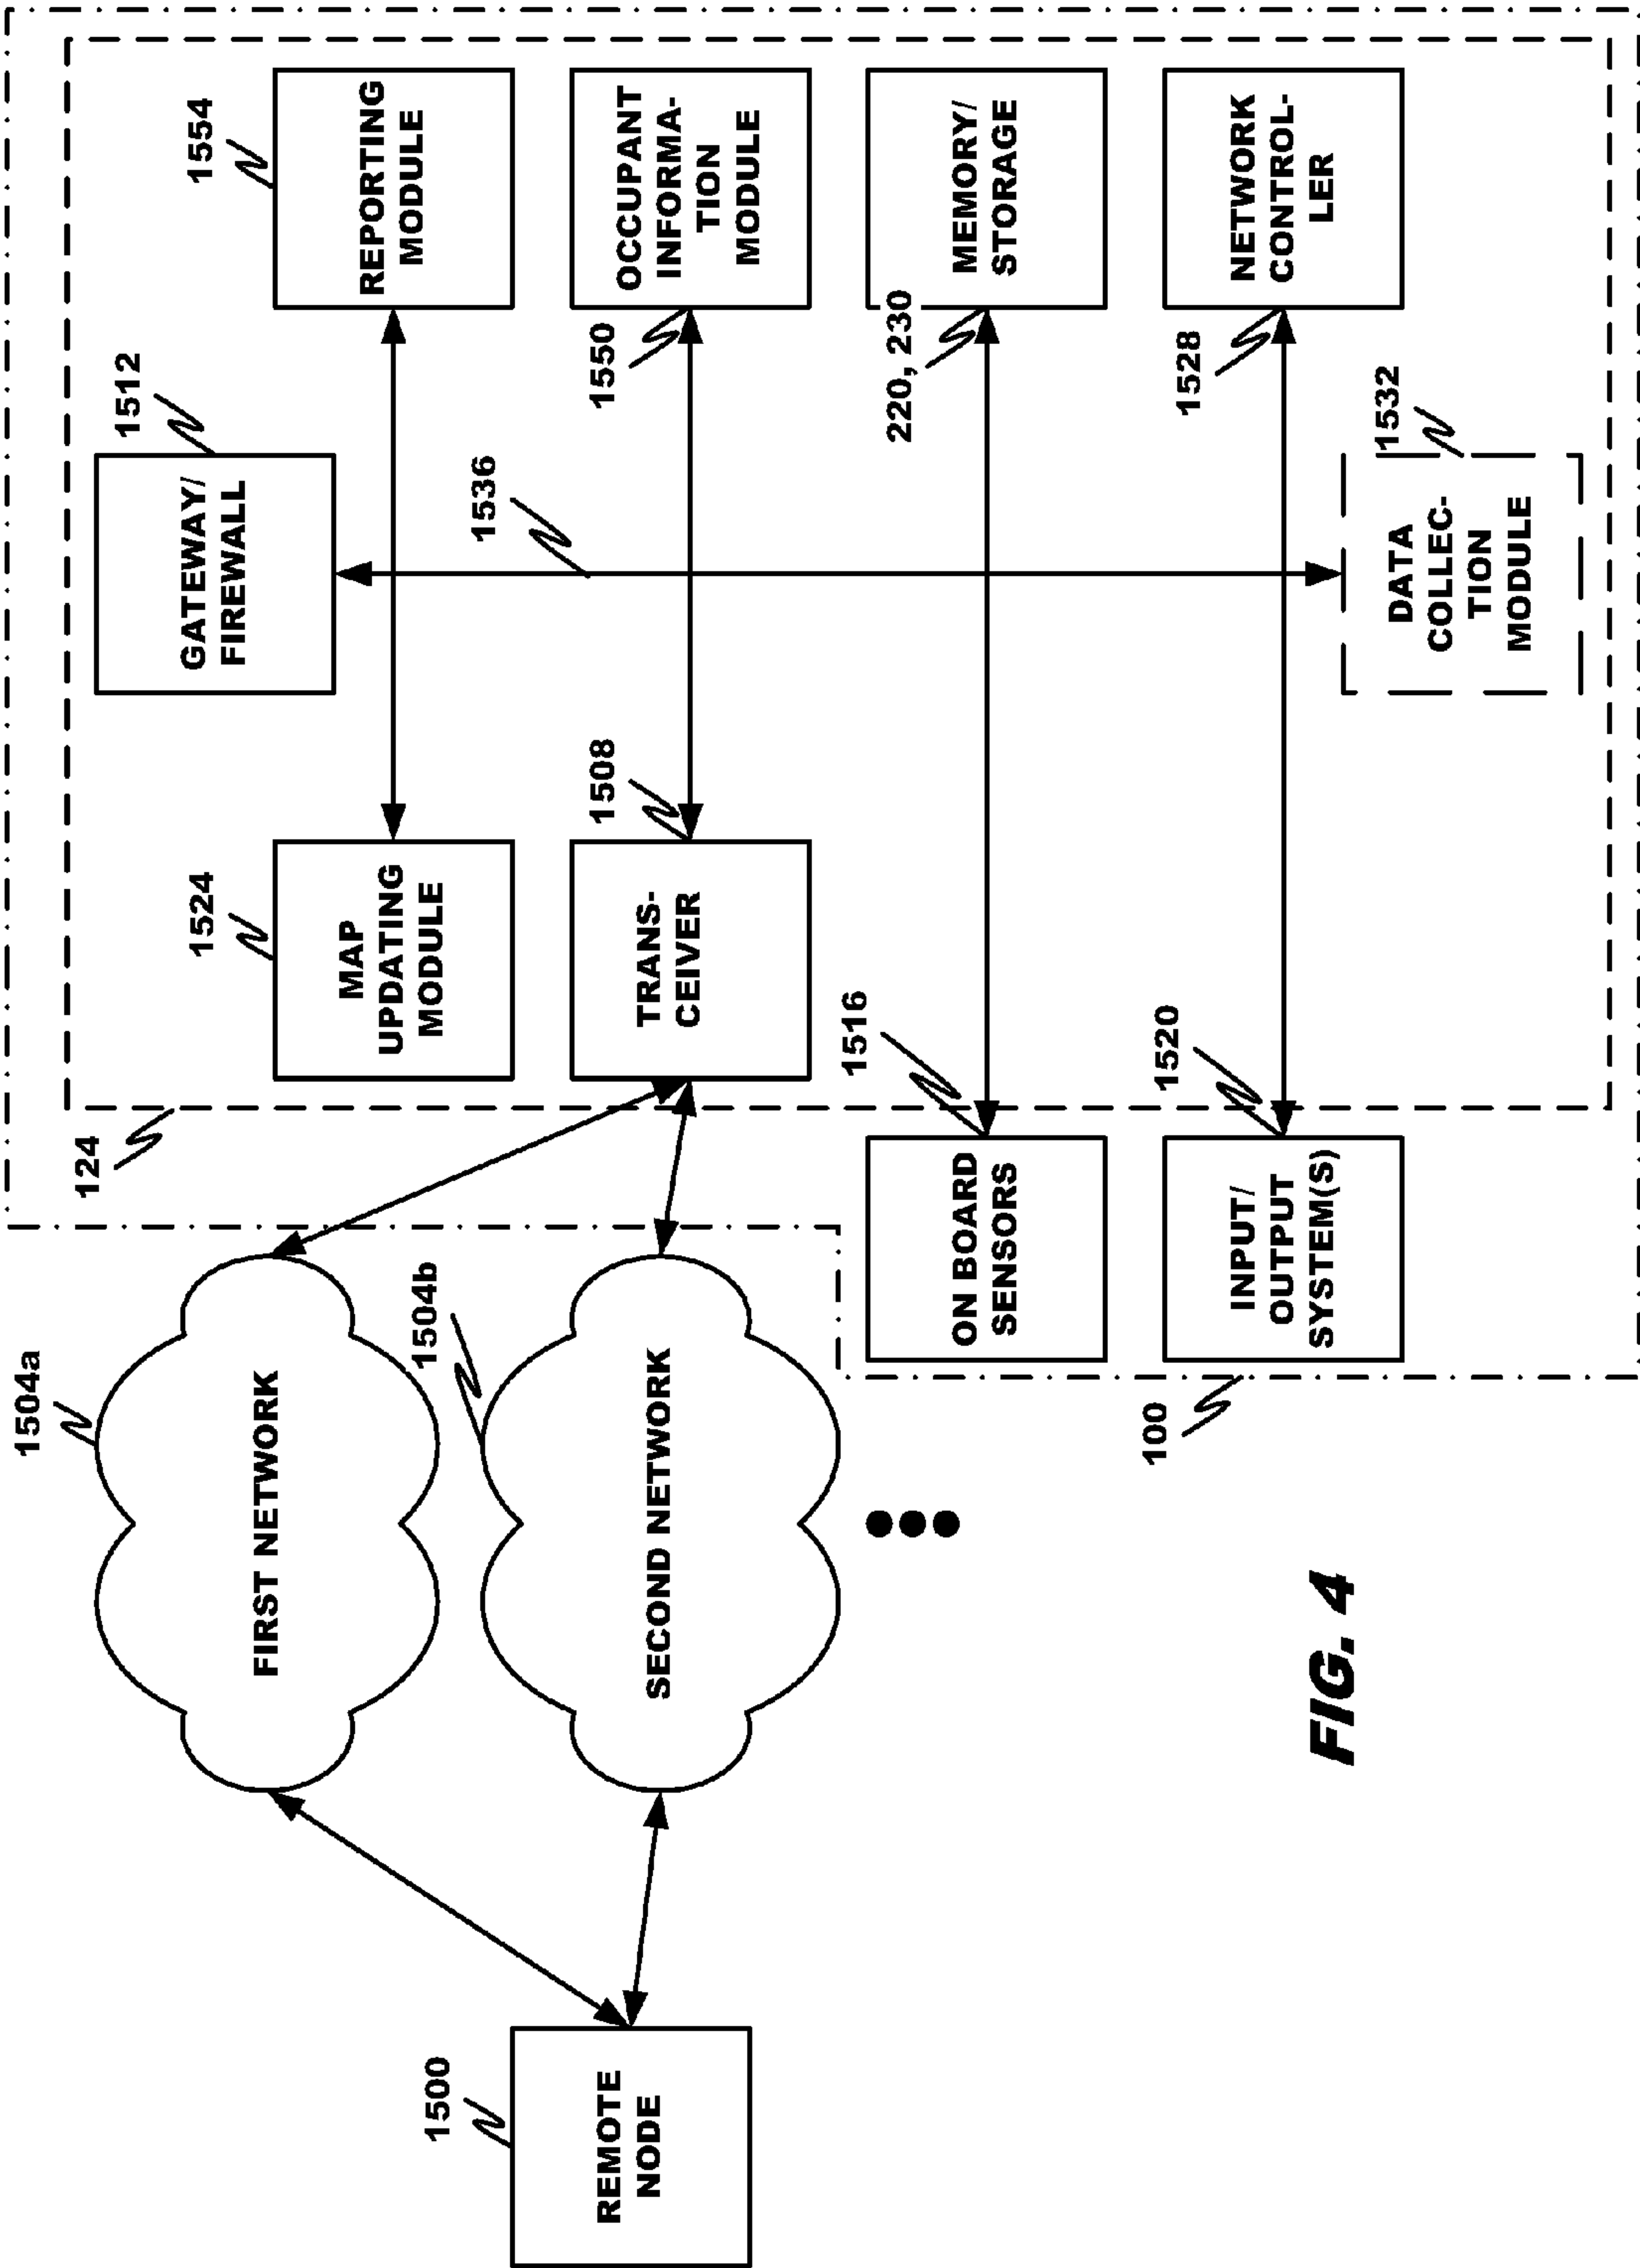 1504a
FIRST NETWORK
1504b
SECOND NETWORK
1500
REMOTE
NODE
124
1524
MAP
UPDATING
MODULE
1512
GATEWAY/
FIREWALL
1554
REPORTING
MODULE
1508
TRANS-
CEIVER
1536
1550
OCCUPANT
INFORMA-
TION
MODULE
1516
ON BOARD
SENSORS
220, 230
MEMORY/
STORAGE
1520
INPUT/
OUTPUT
SYSTEM(S)
1528
NETWORK
CONTROL-
LER
1532
DATA
COLLEC-
TION
MODULE
100
FIG. 4